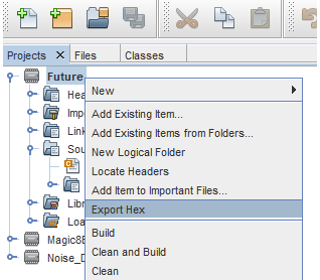 Projects X Files Classes
Future
Hea
Imp
Link
Sou
Libr
Loa
Magic8B
Noise_D
New
Add Existing Item...
Add Existing Items from Folders...
New Logical Folder
Locate Headers
Add Item to Important Files...
Export Hex
Build
Clean and Build
Clean